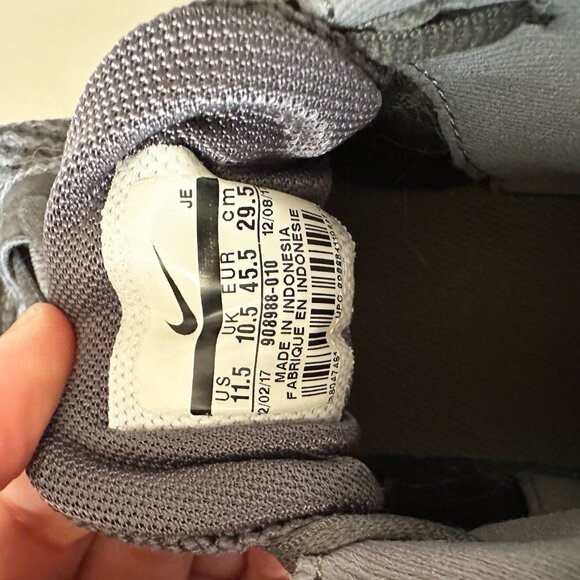 JE
US UK EUR cm
11.5 10.5 45.5 29.5
2/02/17 12/08/1
908988-010
MADE IN INDONESIA
FABRIQUE EN INDONESIE
UPC